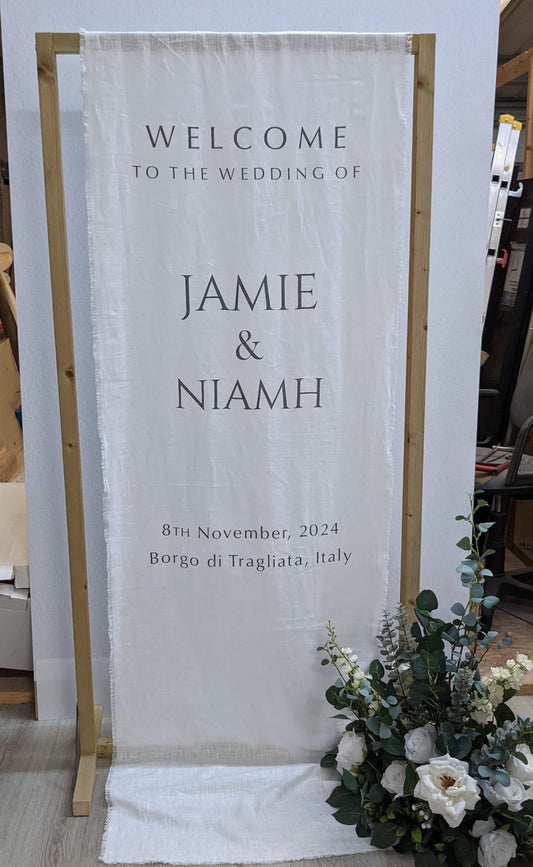 WELCOME
TO THE WEDDING OF
JAMIE
&
NIAMH
8TH November, 2024
Borgo di Tragliata, Italy